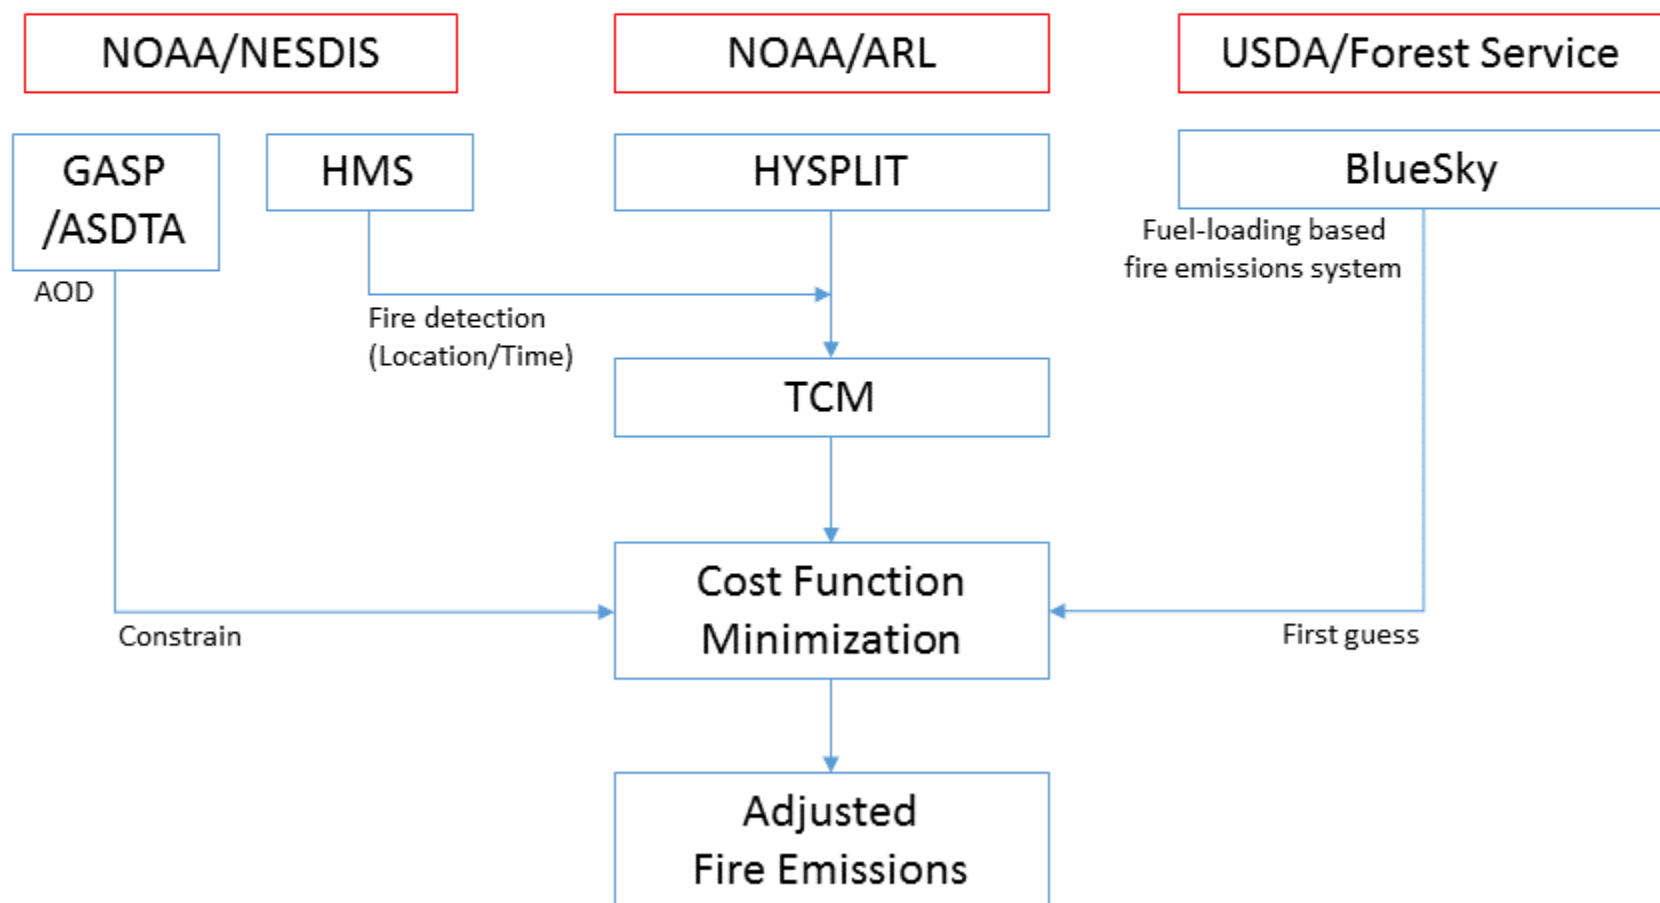 NOAA/NESDIS
NOAA/ARL
USDA/Forest Service
GASP
/ASDTA
HMS
HYSPLIT
BlueSky
AOD
Fire detection
(Location/Time)
Fuel-loading based
fire emissions system
TCM
Cost Function
Minimization
Constrain
First guess
Adjusted
Fire Emissions